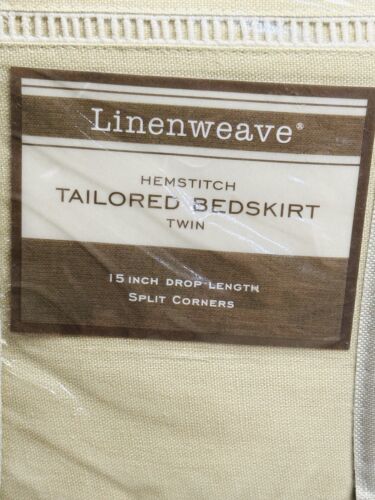 Linenweave®
HEMSTITCH
TAILORED BEDSKIRT
TWIN
15 INCH DROP LENGTH
SPLIT CORNERS